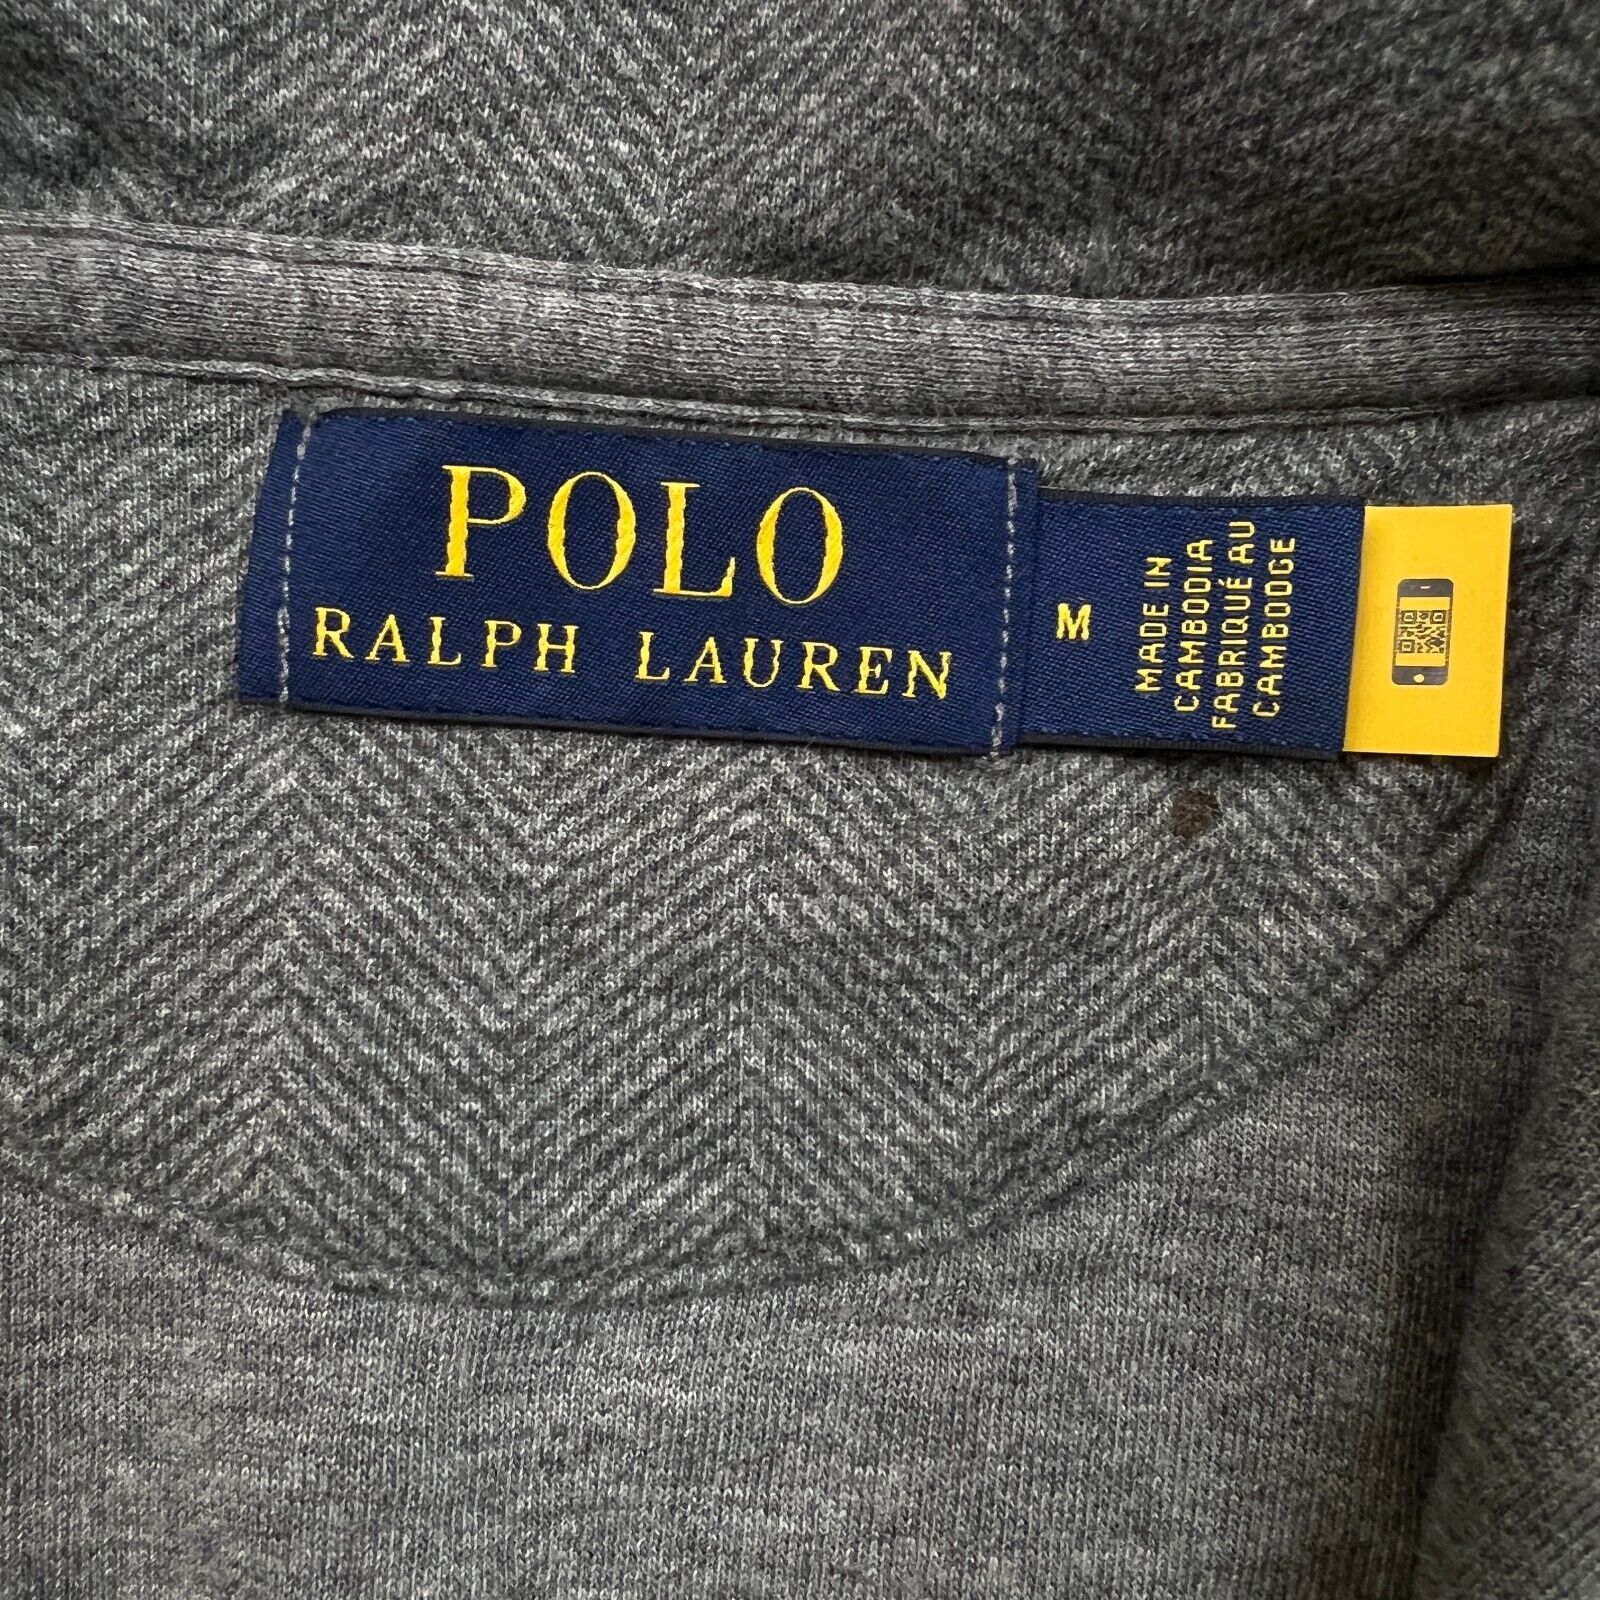 POLO
RALPH LAUREN
M
MADE IN
CAMBODIA
FABRIQUÉ AU
CAMBODGE